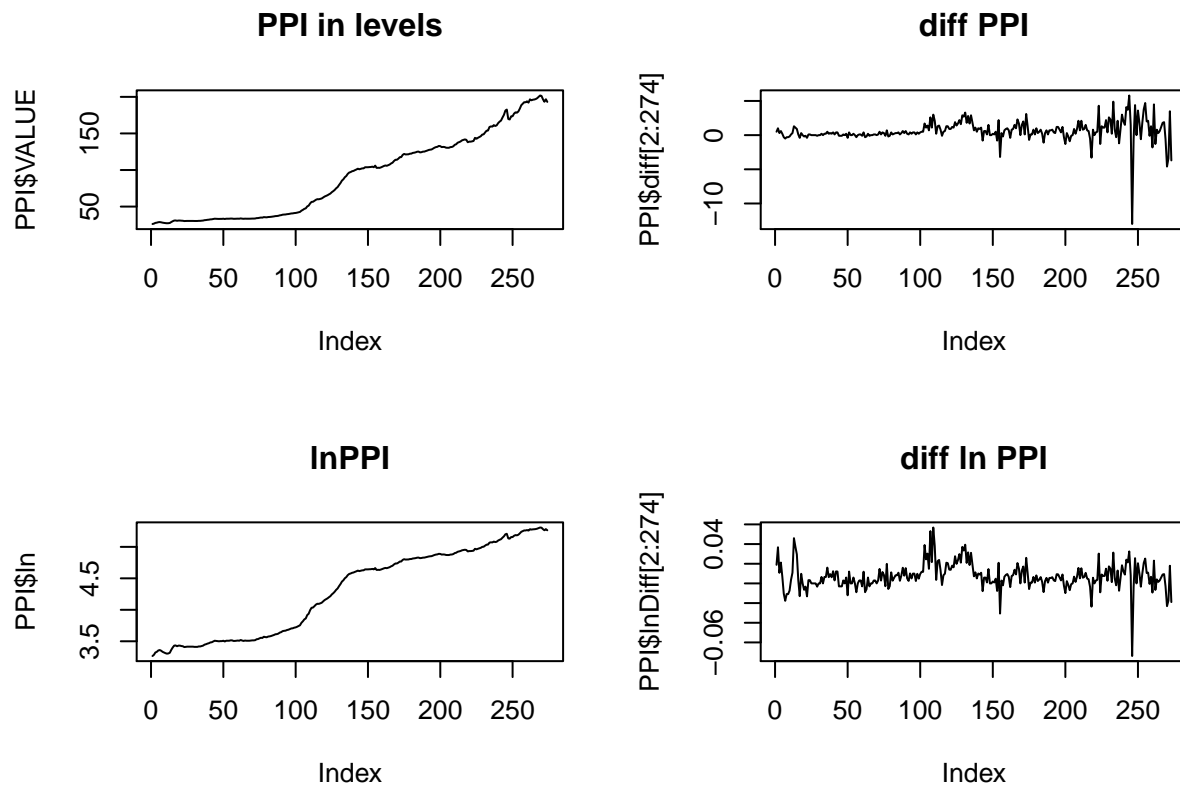 PPI in levels
PPI$VALUE
50 150
0 50 100 150 200 250
Index
diff PPI
PPI$diff[2:274]
−10 0
0 50 100 150 200 250
Index
lnPPI
PPI$ln
3.5 4.5
0 50 100 150 200 250
Index
diff ln PPI
PPI$lnDiff[2:274]
−0.06 0.04
0 50 100 150 200 250
Index